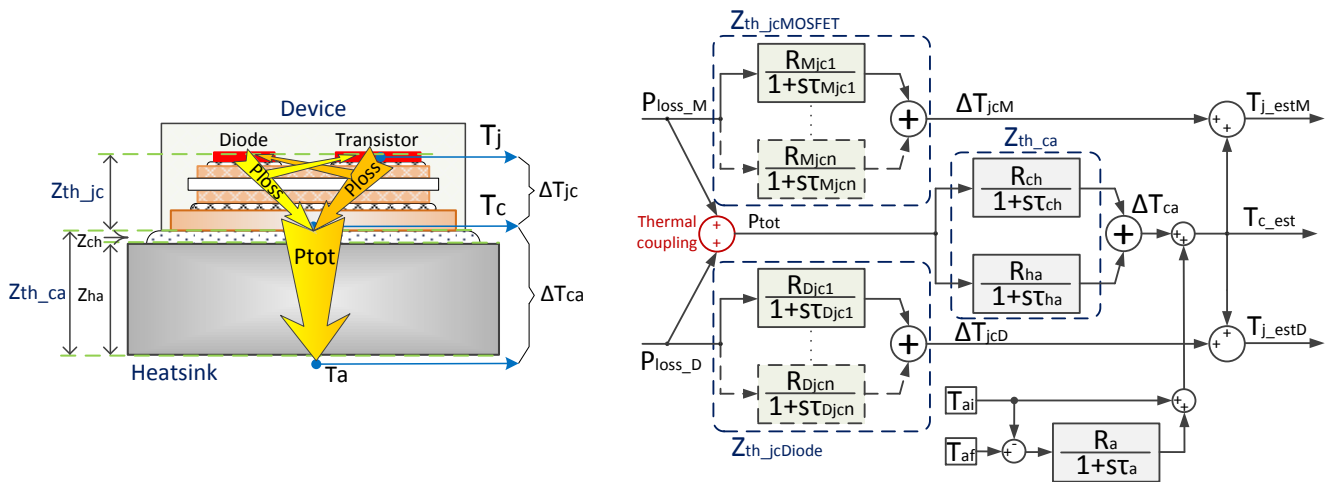 Device
Diode
Transistor
Tj
Ploss
Ploss
Zth_jc
ΔTjc
Tc
Zch
Ptot
Zth_ca
Zha
ΔTca
Heatsink
Ta
Zth_jcMOSFET
RMjc1
1+sτMjc1
Ploss_M
+
ΔTjcM
+
+
Tj_estM
RMjcn
1+sτMjcn
Zth_ca
Rch
1+sτch
Thermal
coupling
+
+
Ptot
ΔTca
+
+
+
Tc_est
Rha
1+sτha
RDjc1
1+sτDjc1
Ploss_D
+
ΔTjcD
+
+
Tj_estD
RDjcn
1+sτDjcn
Tai
+
+
Zth_jcDiode
Taf
-
+
Ra
1+sτa